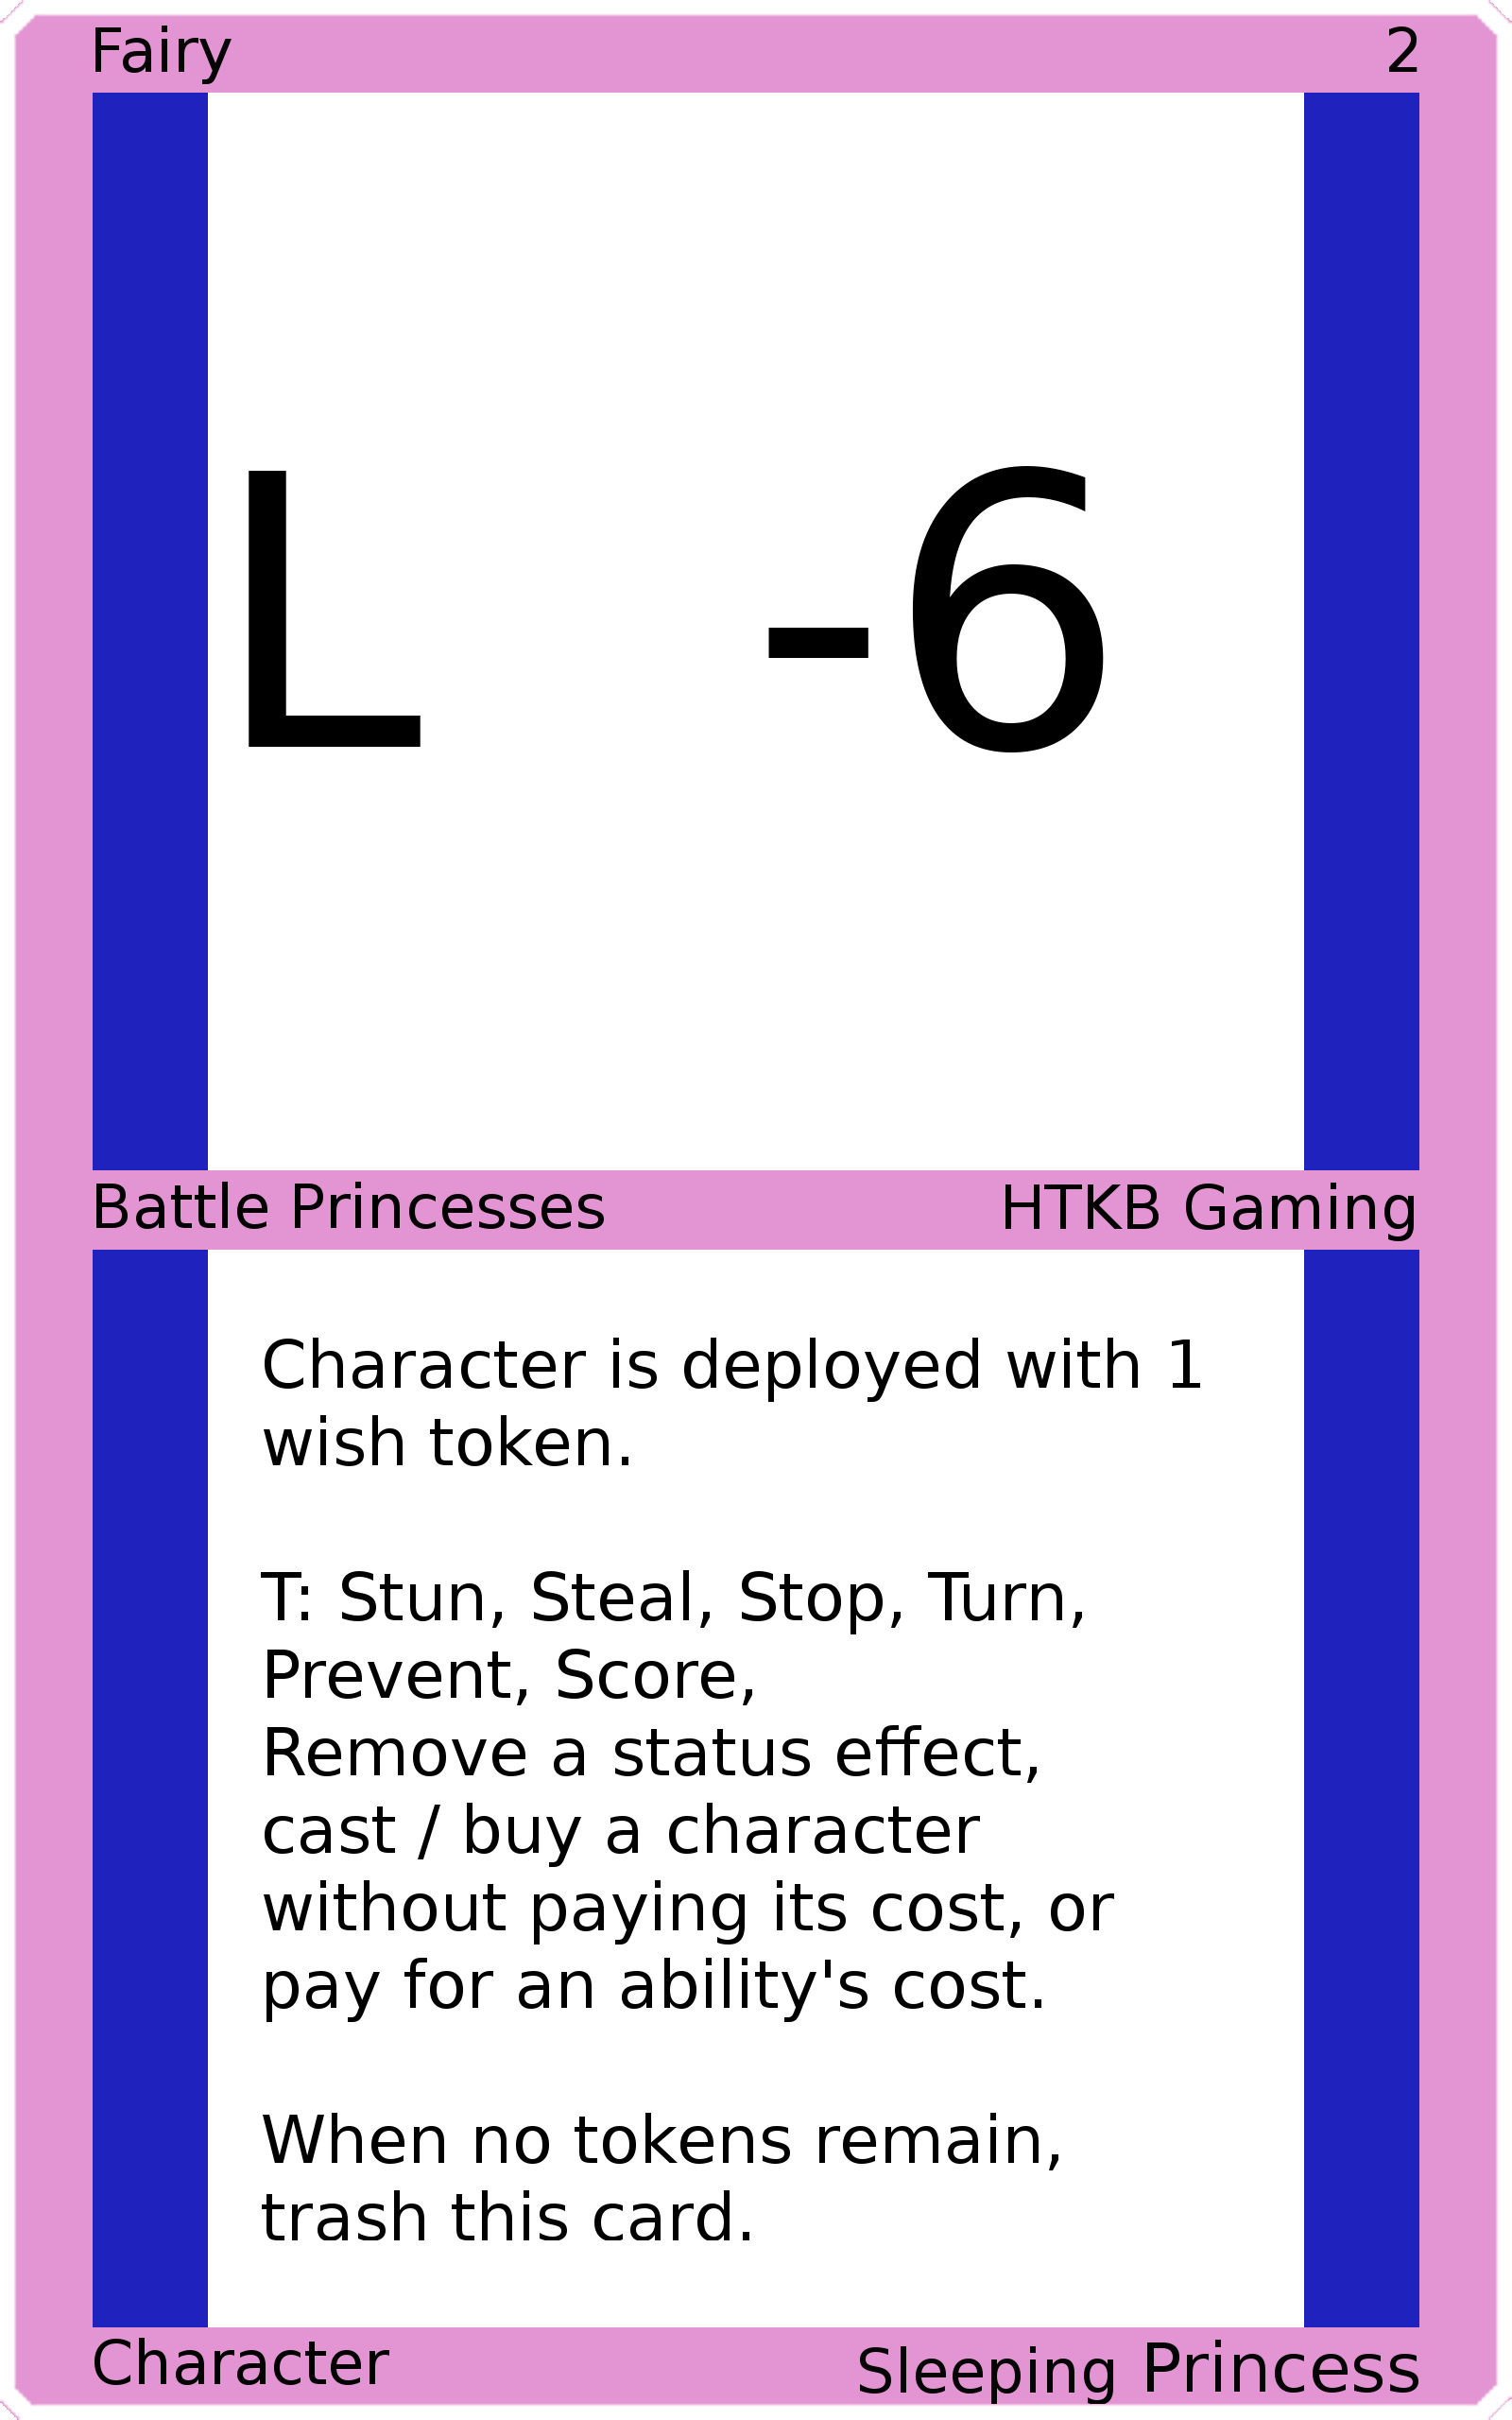 Fairy 2
L -6
Battle Princesses HTKB Gaming
Character is deployed with 1
wish token.
T: Stun, Steal, Stop, Turn,
Prevent, Score,
Remove a status effect,
cast / buy a character
without paying its cost, or
pay for an ability's cost.
When no tokens remain,
trash this card.
Character Sleeping Princess